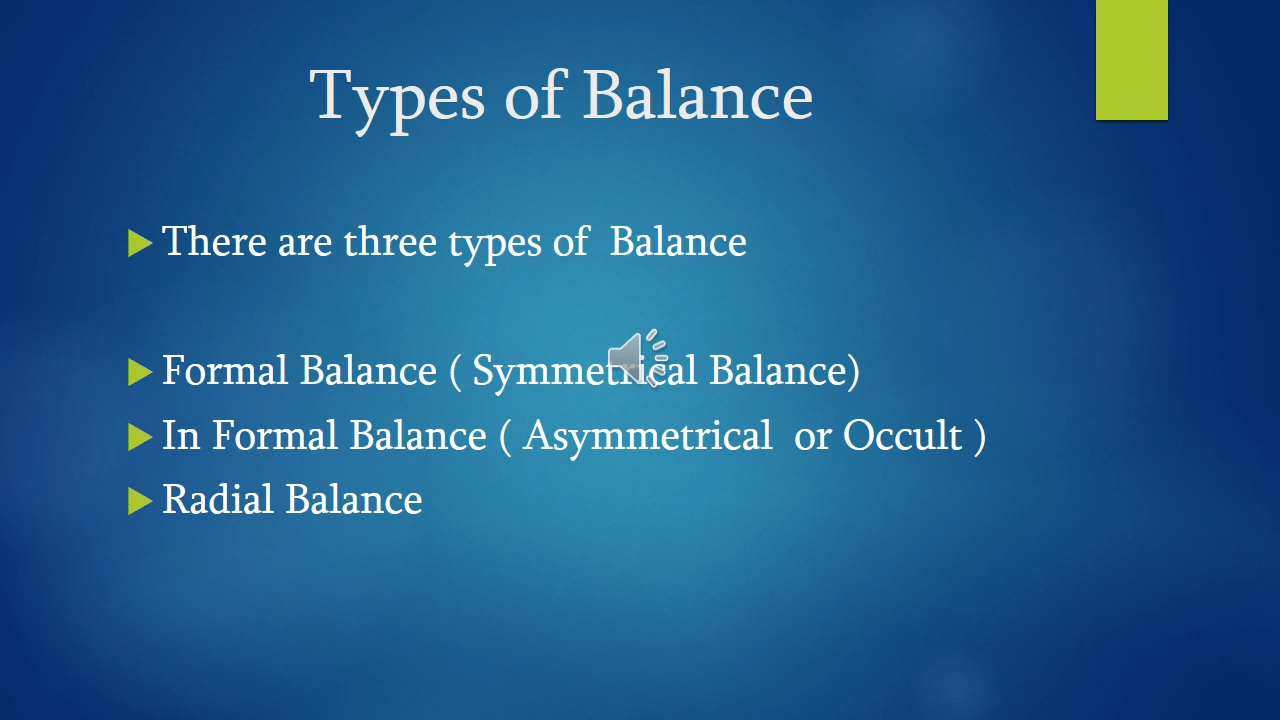 Types of Balance
There are three types of  Balance
Formal Balance ( Symmetrical Balance)
In Formal Balance ( Asymmetrical  or Occult )
Radial Balance